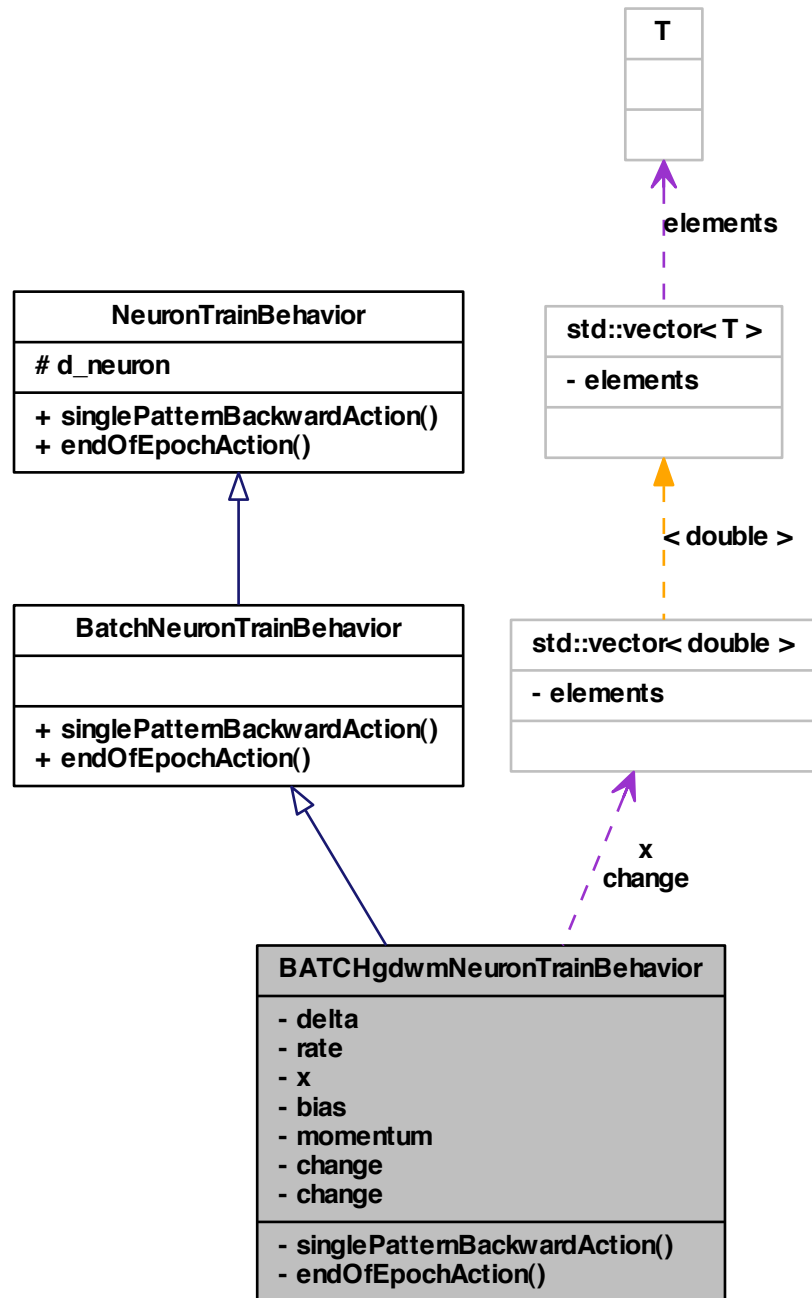 T
elements
NeuronTrainBehavior
# d_neuron
+ singlePatternBackwardAction()
+ endOfEpochAction()
std::vector< T >
- elements
< double >
BatchNeuronTrainBehavior
+ singlePatternBackwardAction()
+ endOfEpochAction()
std::vector< double >
- elements
x
change
BATCHgdwmNeuronTrainBehavior
- delta
- rate
- x
- bias
- momentum
- change
- change
- singlePatternBackwardAction()
- endOfEpochAction()